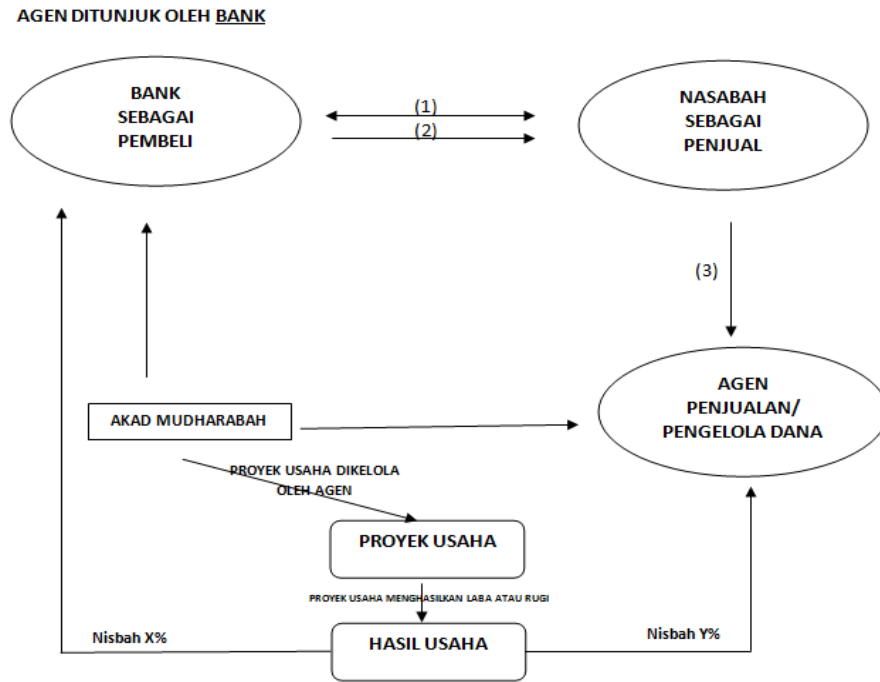 AGEN DITUNJUK OLEH BANK
BANK
SEBAGAI
PEMBELI
(1)
(2)
NASABAH
SEBAGAI
PENJUAL
(3)
AGEN
PENJUALAN/
PENGELOLA DANA
AKAD MUDHARABAH
PROYEK USAHA DIKELOLA
OLEH AGEN
PROYEK USAHA
PROYEK USAHA MENGHASILKAN LABA ATAU RUGI
Nisbah X%
HASIL USAHA
Nisbah Y%